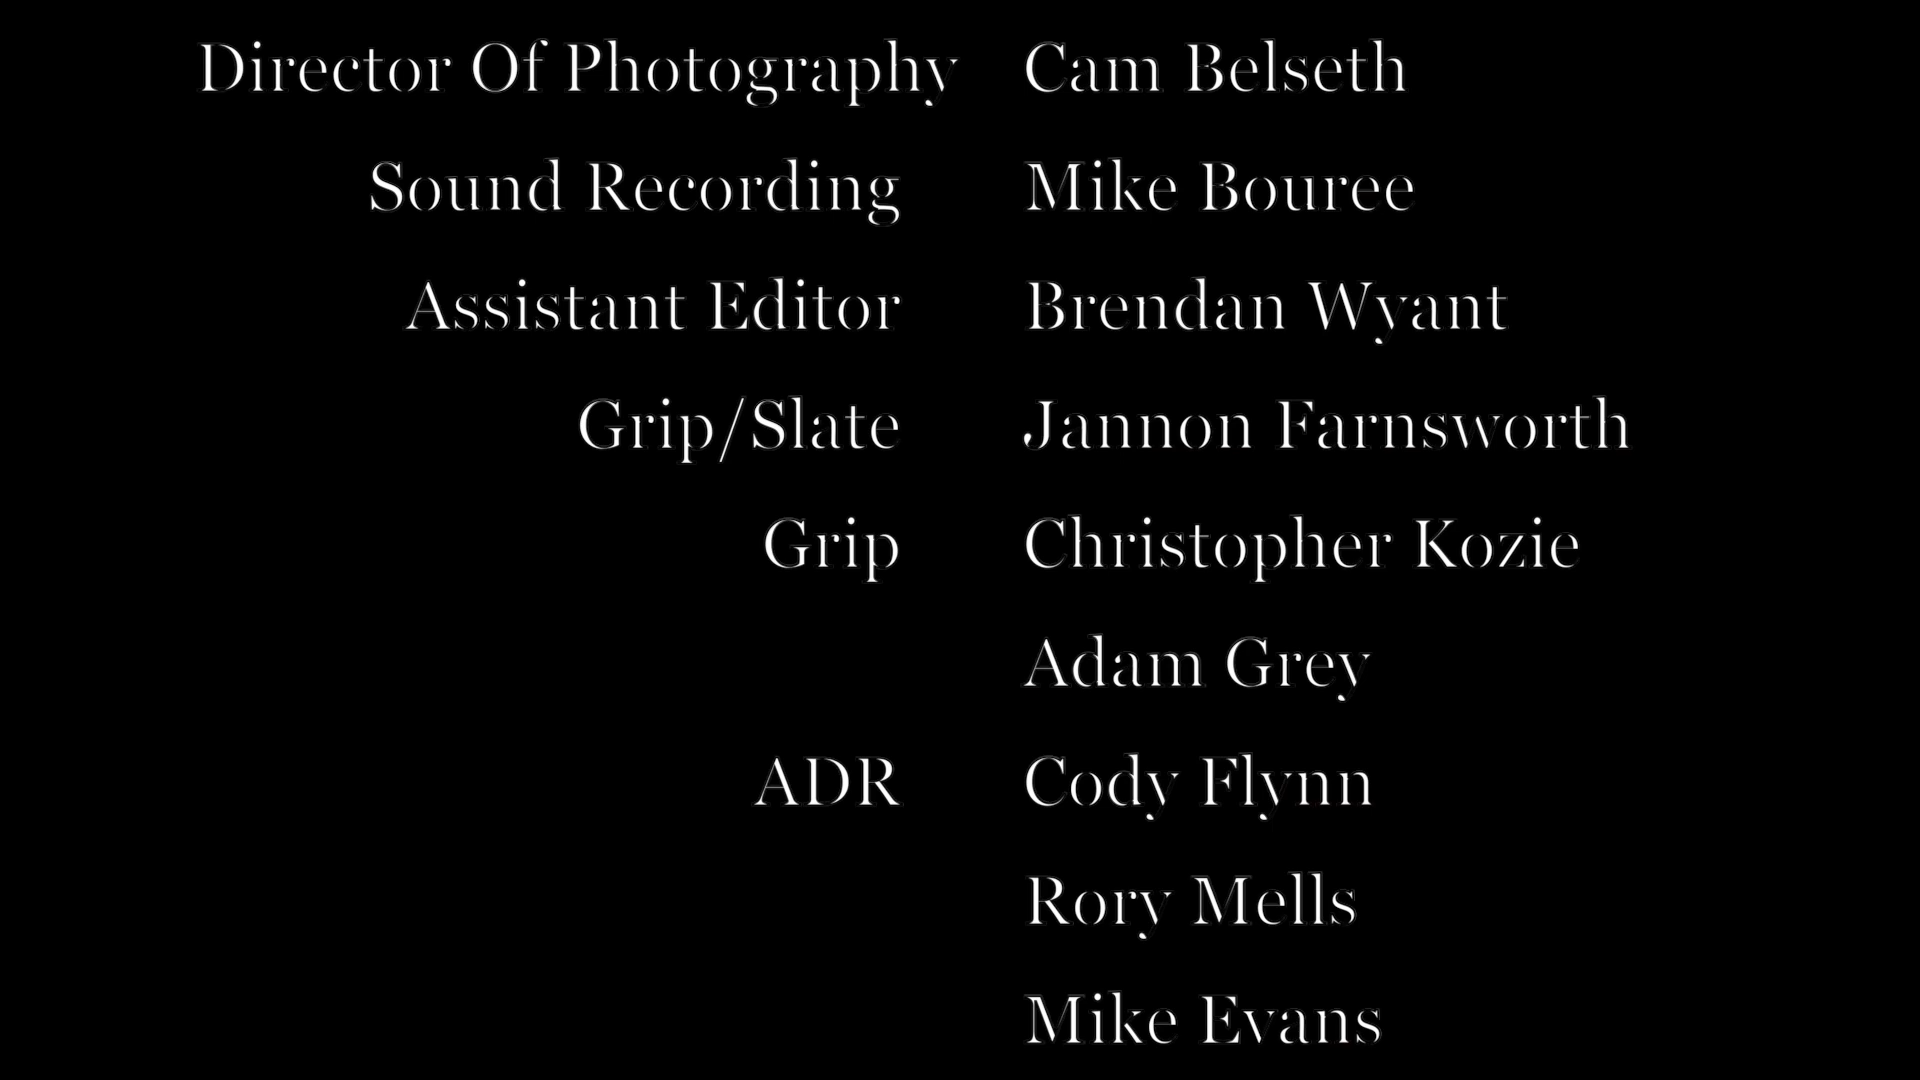 Director Of Photography Cam Belseth
Sound Recording Mike Bouree
Assistant Editor Brendan Wyant
Grip/Slate Jannon Farnsworth
Grip Christopher Kozie
Adam Grey
ADR Cody Flynn
Rory Mells
Mike Evans